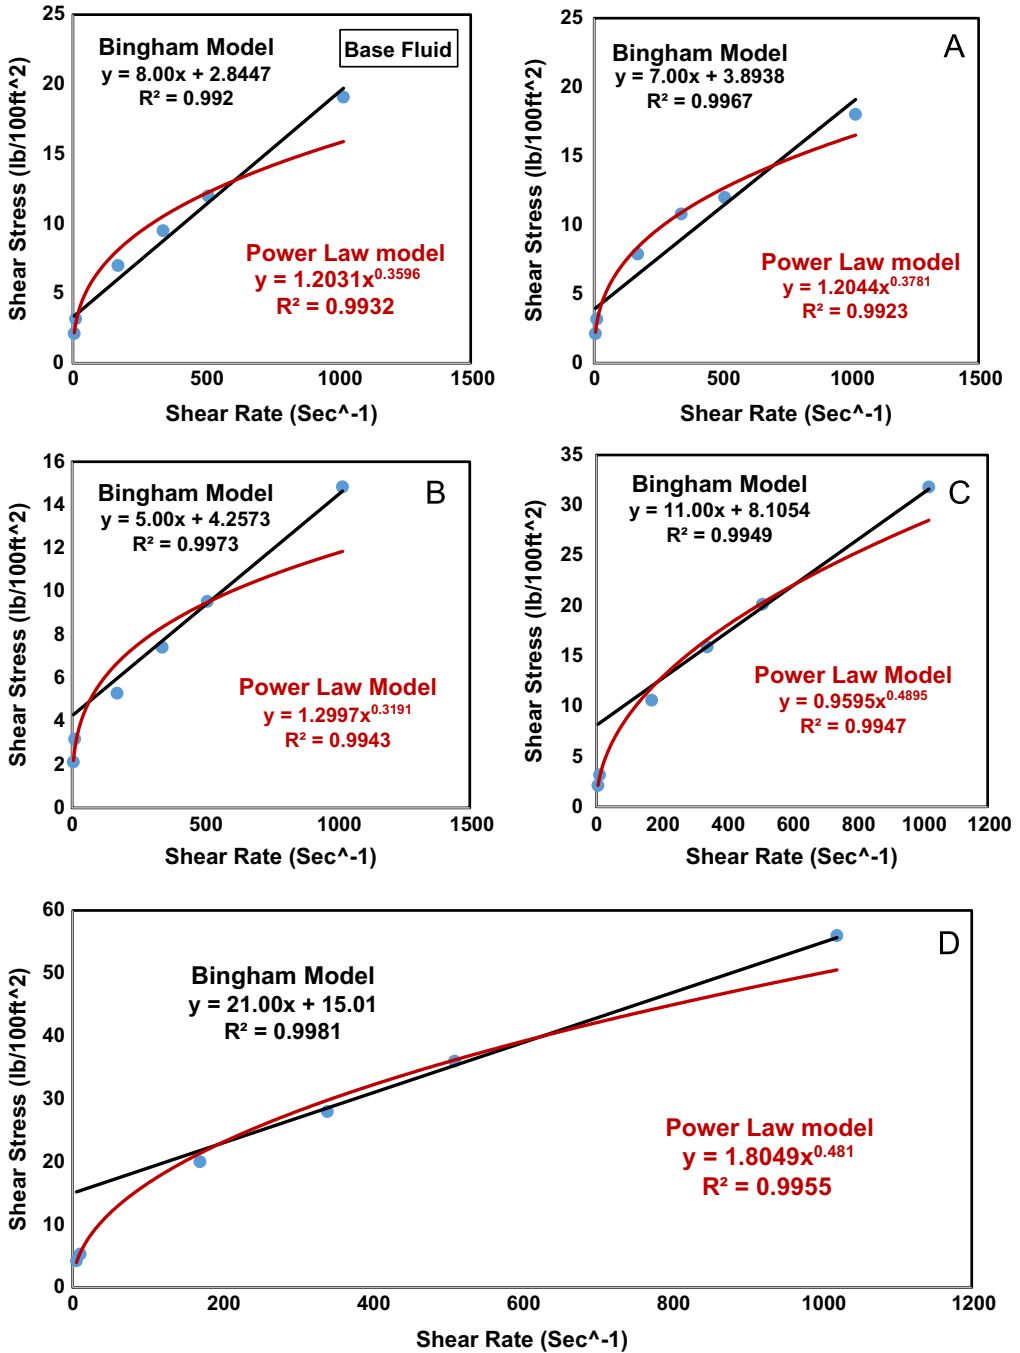 Bingham Model
y = 8.00x + 2.8447
R² = 0.992
Base Fluid
Power Law model
y = 1.2031x^0.3596
R² = 0.9932
25
20
15
10
5
0
0 500 1000 1500
Shear Stress (lb/100ft^2)
Shear Rate (Sec^-1)
A
Bingham Model
y = 7.00x + 3.8938
R² = 0.9967
Power Law model
y = 1.2044x^0.3781
R² = 0.9923
25
20
15
10
5
0
0 500 1000 1500
Shear Stress (lb/100ft^2)
Shear Rate (Sec^-1)
B
Bingham Model
y = 5.00x + 4.2573
R² = 0.9973
Power Law Model
y = 1.2997x^0.3191
R² = 0.9943
16
14
12
10
8
6
4
2
0
0 500 1000 1500
Shear Stress (lb/100ft^2)
Shear Rate (Sec^-1)
C
Bingham Model
y = 11.00x + 8.1054
R² = 0.9949
Power Law model
y = 0.9595x^0.4895
R² = 0.9947
35
30
25
20
15
10
5
0
0 200 400 600 800 1000 1200
Shear Stress (lb/100ft^2)
Shear Rate (Sec^-1)
D
Bingham Model
y = 21.00x + 15.01
R² = 0.9981
Power Law model
y = 1.8049x^0.481
R² = 0.9955
60
50
40
30
20
10
0
0 200 400 600 800 1000 1200
Shear Stress (lb/100ft^2)
Shear Rate (Sec^-1)